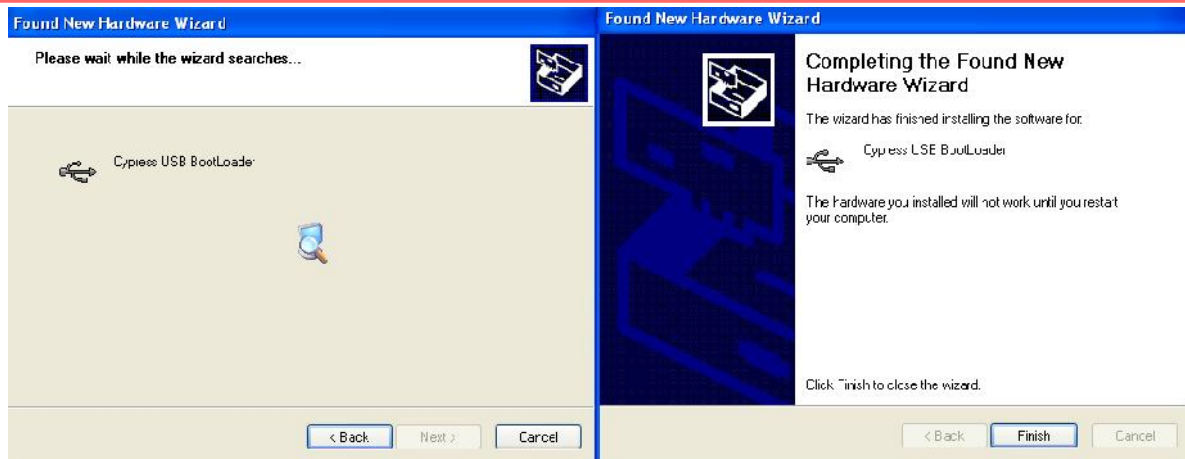 Found New Hardware Wizard
Please wait while the wizard searches...
Cypress USB BootLoader
< Back
Next >
Cancel
Found New Hardware Wizard
Completing the Found New
Hardware Wizard
The wizard has finished installing the software for:
Cypress USB BootLoader
The hardware you installed will not work until you restart
your computer.
Click Finish to close the wizard.
< Back
Finish
Cancel